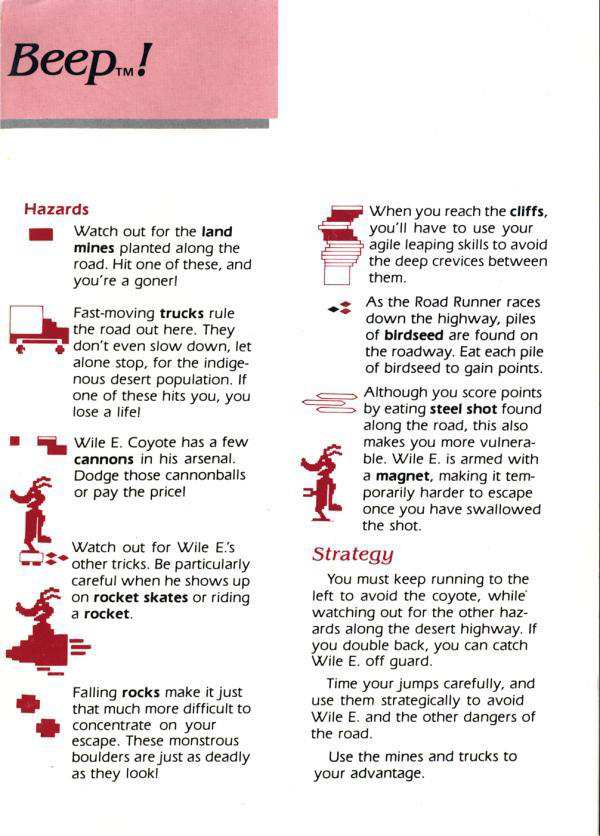 Beep™!
Hazards
Watch out for the land
mines planted along the
road. Hit one of these, and
you're a goner!
Fast-moving trucks rule
the road out here. They
don't even slow down, let
alone stop, for the indige-
nous desert population. If
one of these hits you, you
lose a life!
Wile E. Coyote has a few
cannons in his arsenal.
Dodge those cannonballs
or pay the price!
Watch out for Wile E.'s
other tricks. Be particularly
careful when he shows up
on rocket skates or riding
a rocket.
Falling rocks make it just
that much more difficult to
concentrate on your
escape. These monstrous
boulders are just as deadly
as they look!
When you reach the cliffs,
you'll have to use your
agile leaping skills to avoid
the deep crevices between
them.
As the Road Runner races
down the highway, piles
of birdseed are found on
the roadway. Eat each pile
of birdseed to gain points.
Although you score points
by eating steel shot found
along the road, this also
makes you more vulnera-
ble. Wile E. is armed with
a magnet, making it tem-
porarily harder to escape
once you have swallowed
the shot.
Strategy
You must keep running to the
left to avoid the coyote, while
watching out for the other haz-
ards along the desert highway. If
you double back, you can catch
Wile E. off guard.
Time your jumps carefully, and
use them strategically to avoid
Wile E. and the other dangers of
the road.
Use the mines and trucks to
your advantage.